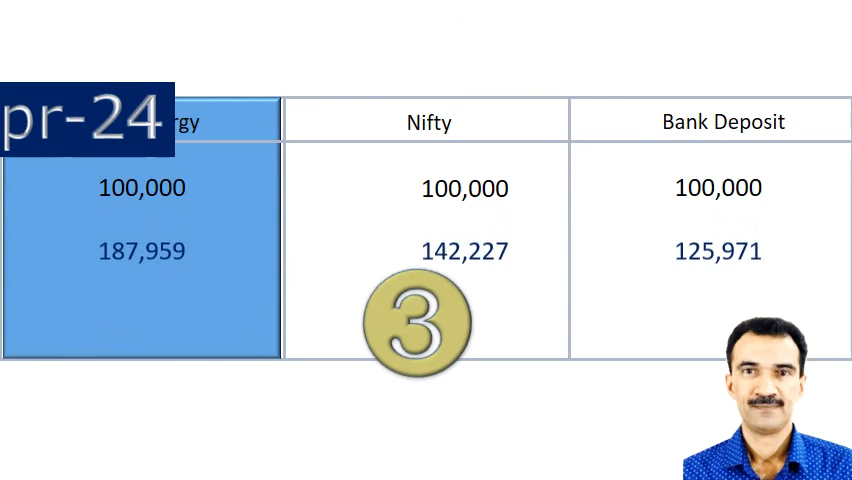 pr-24
rgy
Nifty
Bank Deposit
100,000
100,000
100,000
187,959
142,227
125,971
3